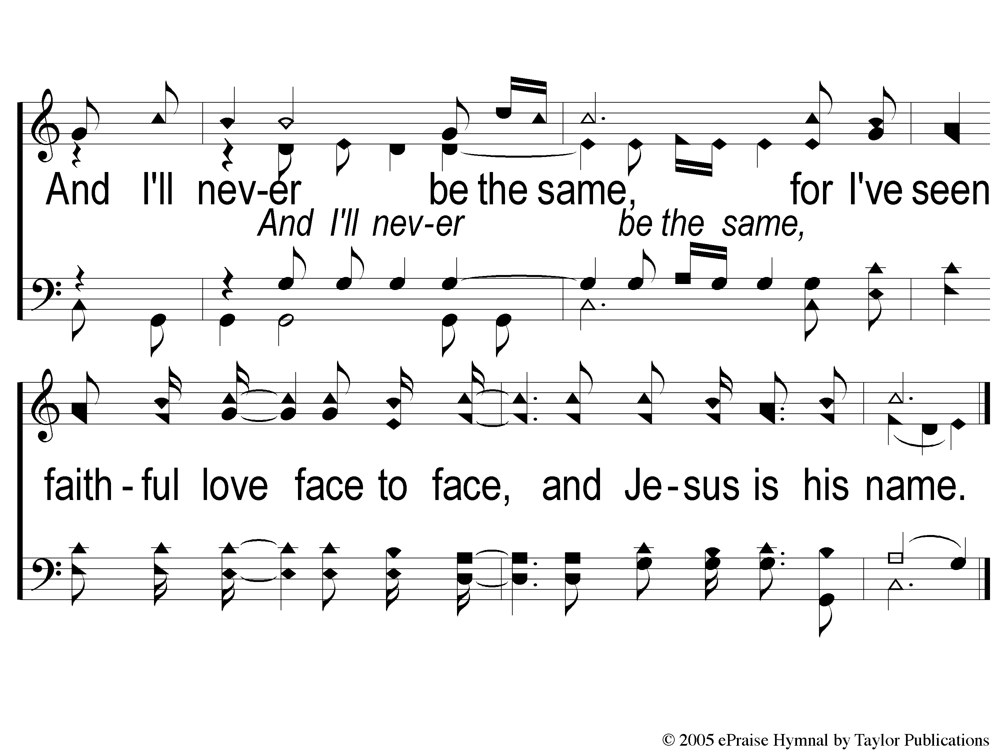 And I'll nev-er be the same, for I've seen
And I'll nev-er be the same,
faith - ful love face to face, and Je - sus is his name.
© 2005 ePraise Hymnal by Taylor Publications